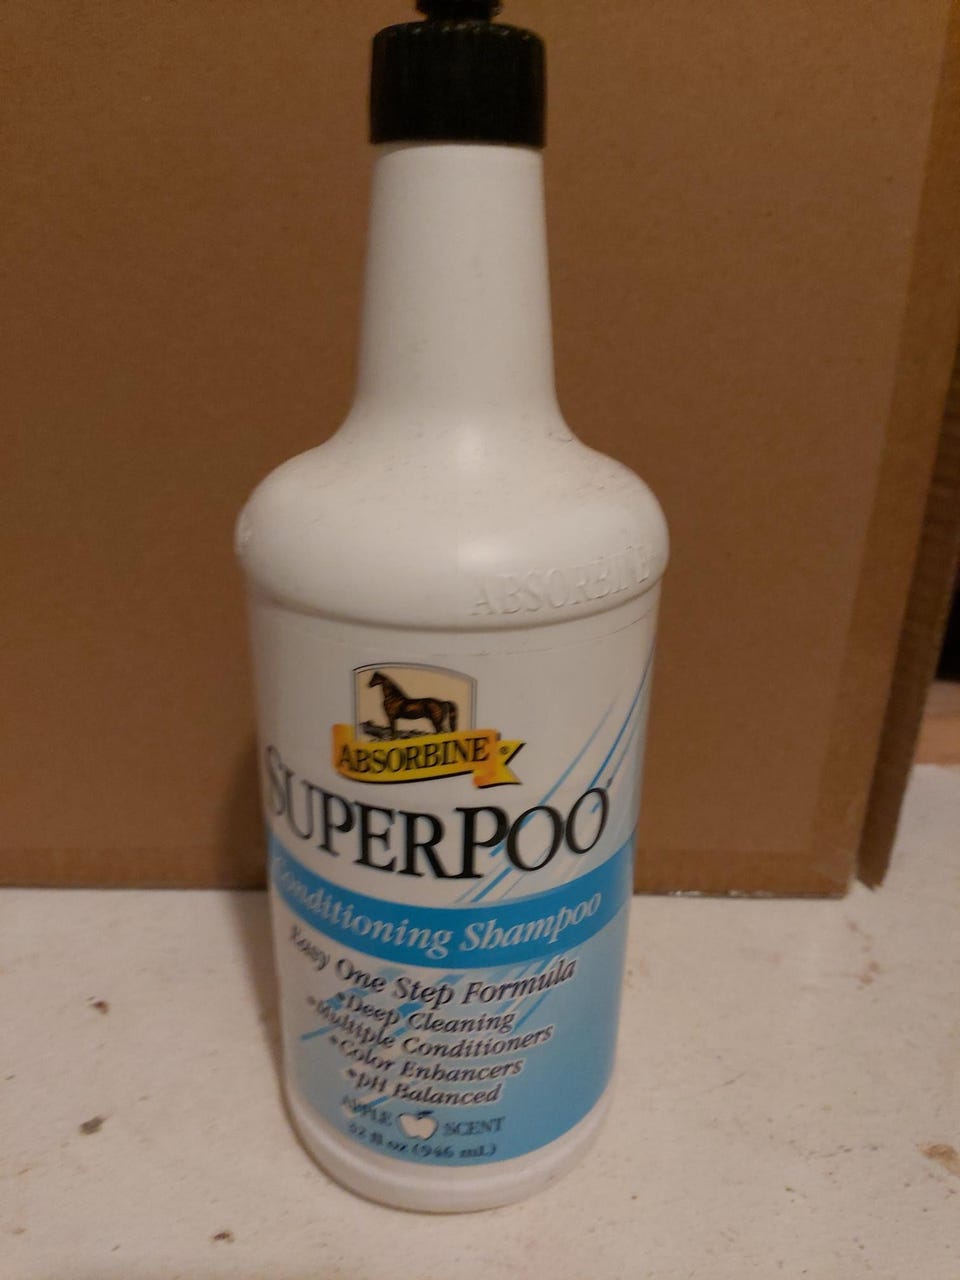 ABSORBINE
ABSORBINE®
SUPERPOO
Conditioning Shampoo
Easy One Step Formula
•Deep Cleaning
•Multiple Conditioners
•Color Enhancers
•pH Balanced
APPLE SCENT
32 fl oz (946 mL)